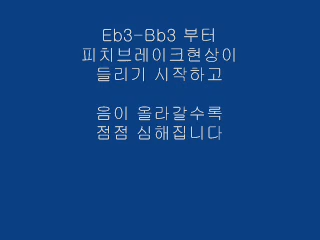 Eb3-Bb3 부터
피치브레이크현상이
들리기 시작하고
음이 올라갈수록
점점 심해집니다